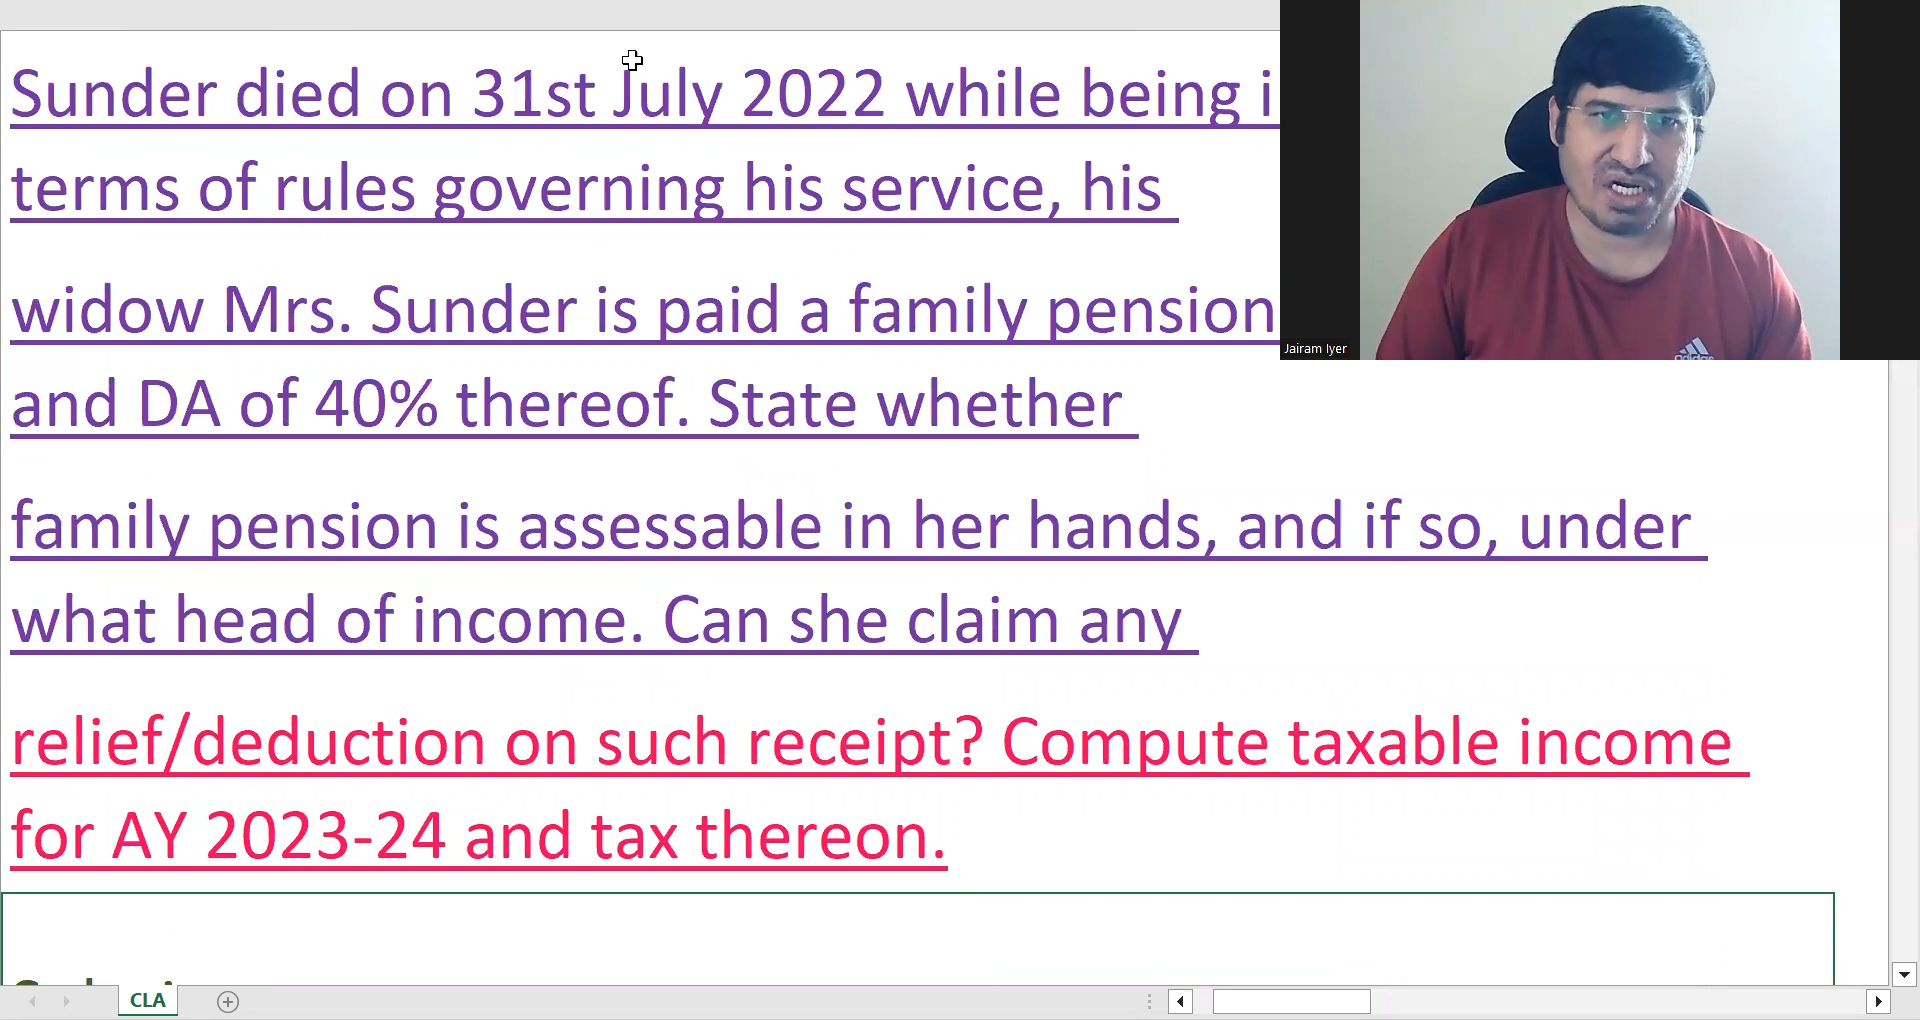 Sunder died on 31st July 2022 while being
terms of rules governing his service, his
widow Mrs. Sunder is paid a family pension
and DA of 40% thereof. State whether
family pension is assessable in her hands, and if so, under
what head of income. Can she claim any
relief/deduction on such receipt? Compute taxable income
for AY 2023-24 and tax thereon.
Jairam Iyer
adidas
CLA